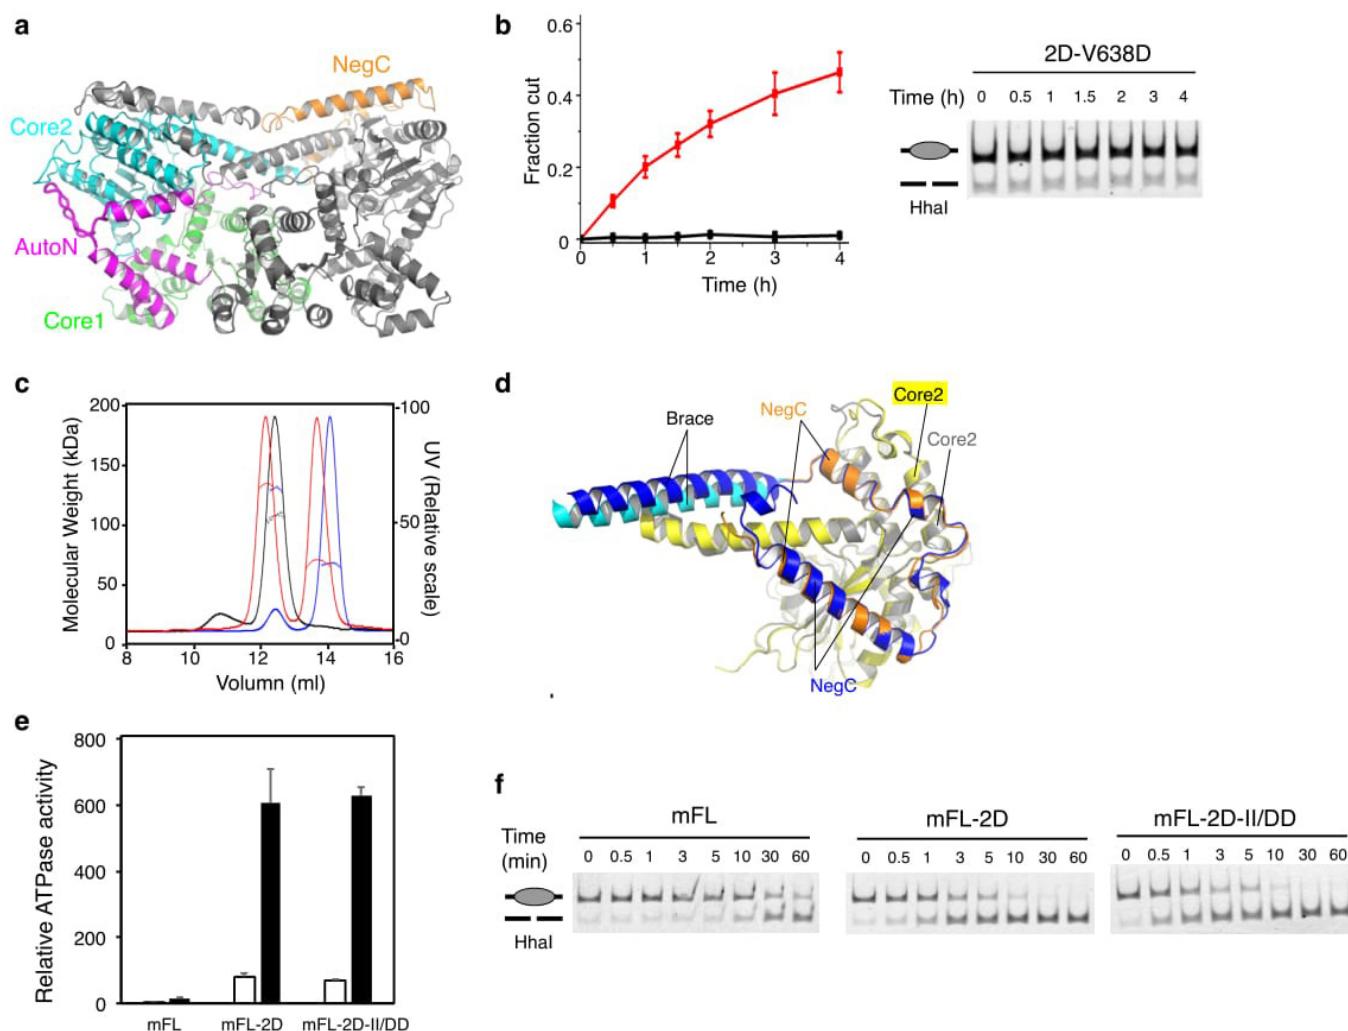 a
NegC
Core2
AutoN
Core1
b
0.6
0.4
0.2
0
Fraction cut
0 1 2 3 4
Time (h)
2D-V638D
Time (h) 0 0.5 1 1.5 2 3 4
HhaI
c
200
150
100
50
0
Molecular Weight (kDa)
-100
-50
-0
UV (Relative scale)
8 10 12 14 16
Volumn (ml)
d
Core2
NegC
Brace
Core2
NegC
e
800
600
400
200
0
Relative ATPase activity
mFL mFL-2D mFL-2D-II/DD
f
mFL mFL-2D mFL-2D-II/DD
Time
(min)
0 0.5 1 3 5 10 30 60 0 0.5 1 3 5 10 30 60 0 0.5 1 3 5 10 30 60
HhaI